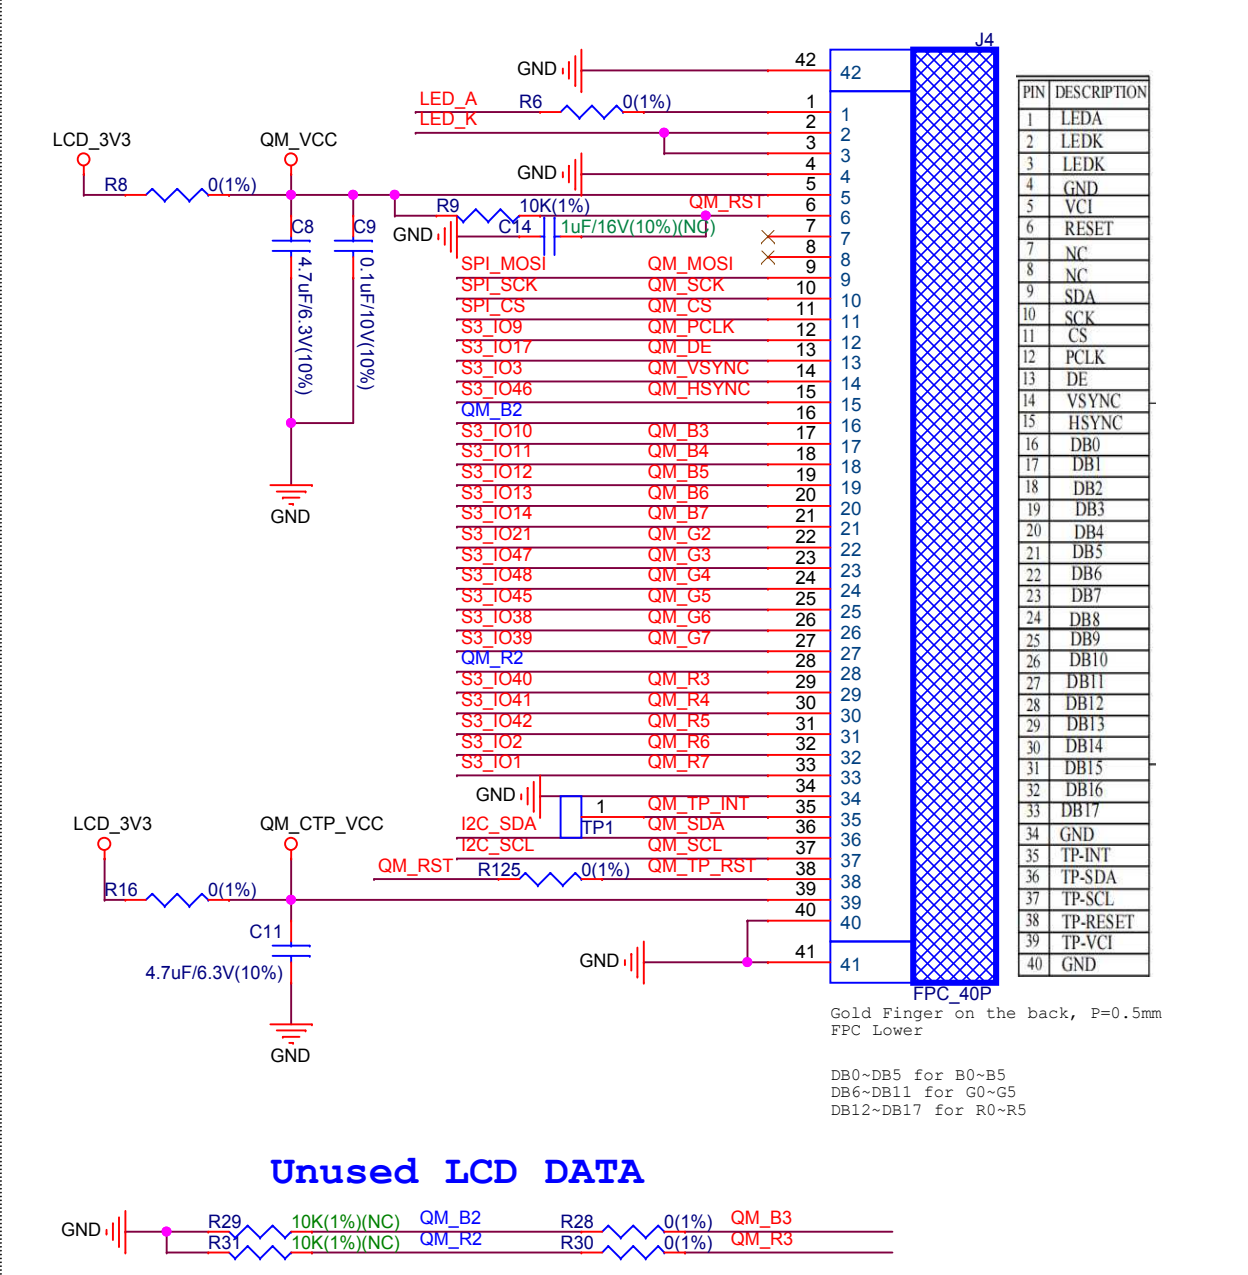 J4
GND 42 42
LED_A R6 0(1%) 1 1
LED_K 2 2
3 3
LCD_3V3 QM_VCC
GND 4 4
R8 0(1%) 5 5
R9 10K(1%) QM_RST 6 6
GND C14 1uF/16V(10%)(NC) 7 7
C8 4.7uF/6.3V(10%)
C9 0.1uF/10V(10%)
GND
8 8
SPI_MOSI QM_MOSI 9 9
SPI_SCK QM_SCK 10 10
SPI_CS QM_CS 11 11
S3_IO9 QM_PCLK 12 12
S3_IO17 QM_DE 13 13
S3_IO3 QM_VSYNC 14 14
S3_IO46 QM_HSYNC 15 15
QM_B2 16 16
S3_IO10 QM_B3 17 17
S3_IO11 QM_B4 18 18
S3_IO12 QM_B5 19 19
S3_IO13 QM_B6 20 20
S3_IO14 QM_B7 21 21
S3_IO21 QM_G2 22 22
S3_IO47 QM_G3 23 23
S3_IO48 QM_G4 24 24
S3_IO45 QM_G5 25 25
S3_IO38 QM_G6 26 26
S3_IO39 QM_G7 27 27
QM_R2 28 28
S3_IO40 QM_R3 29 29
S3_IO41 QM_R4 30 30
S3_IO42 QM_R5 31 31
S3_IO2 QM_R6 32 32
S3_IO1 QM_R7 33 33
GND 34 34
1 QM_TP_INT 35 35
LCD_3V3 QM_CTP_VCC
I2C_SDA TP1 QM_SDA 36 36
I2C_SCL QM_SCL 37 37
QM_RST R125 0(1%) QM_TP_RST 38 38
R16 0(1%) 39 39
40 40
C11
4.7uF/6.3V(10%)
GND
GND 41 41
FPC_40P
PIN DESCRIPTION
1 LEDA
2 LEDK
3 LEDK
4 GND
5 VCI
6 RESET
7 NC
8 NC
9 SDA
10 SCK
11 CS
12 PCLK
13 DE
14 VSYNC
15 HSYNC
16 DB0
17 DB1
18 DB2
19 DB3
20 DB4
21 DB5
22 DB6
23 DB7
24 DB8
25 DB9
26 DB10
27 DB11
28 DB12
29 DB13
30 DB14
31 DB15
32 DB16
33 DB17
34 GND
35 TP-INT
36 TP-SDA
37 TP-SCL
38 TP-RESET
39 TP-VCI
40 GND
Gold Finger on the back, P=0.5mm
FPC Lower
DB0~DB5 for B0~B5
DB6~DB11 for G0~G5
DB12~DB17 for R0~R5
Unused LCD DATA
GND R29 10K(1%)(NC) QM_B2 R28 0(1%) QM_B3
R31 10K(1%)(NC) QM_R2 R30 0(1%) QM_R3